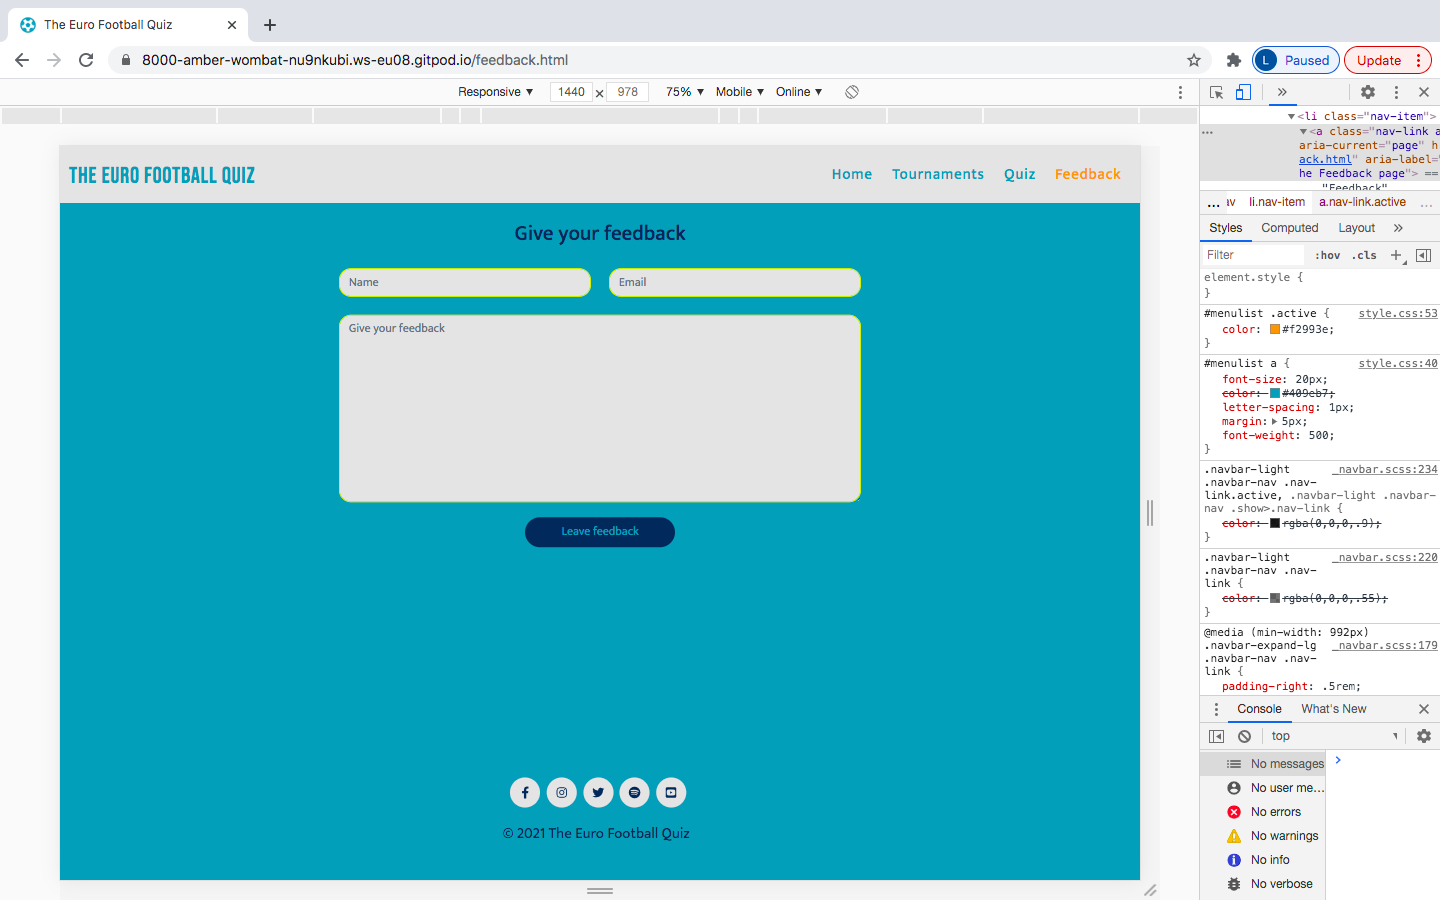 The Euro Football Quiz
8000-amber-wombat-nu9nkubi.ws-eu08.gitpod.io/feedback.html
L Paused
Update
Responsive ▼ 1440 × 978 75% ▼ Mobile ▼ Online ▼
THE EURO FOOTBALL QUIZ
Home Tournaments Quiz Feedback
Give your feedback
Name
Email
Give your feedback
Leave feedback
© 2021 The Euro Football Quiz
▼<li class="nav-item">
▼<a class="nav-link a
aria-current="page" h
ack.html" aria-label="
he Feedback page"> ==
"Feedback"
... av li.nav-item a.nav-link.active ...
Styles Computed Layout »
Filter :hov .cls +
element.style {
}
#menulist .active { style.css:53
color: #f2993e;
}
#menulist a { style.css:40
font-size: 20px;
color: #409eb7;
letter-spacing: 1px;
margin: ▶ 5px;
font-weight: 500;
}
.navbar-light _navbar.scss:234
.navbar-nav .nav-
link.active, .navbar-light .navbar-
nav .show>.nav-link {
color: rgba(0,0,0,.9);
}
.navbar-light _navbar.scss:220
.navbar-nav .nav-
link {
color: rgba(0,0,0,.55);
}
@media (min-width: 992px)
.navbar-expand-lg _navbar.scss:179
.navbar-nav .nav-
link {
padding-right: .5rem;
Console What's New
top
No messages
No user me...
No errors
No warnings
No info
No verbose